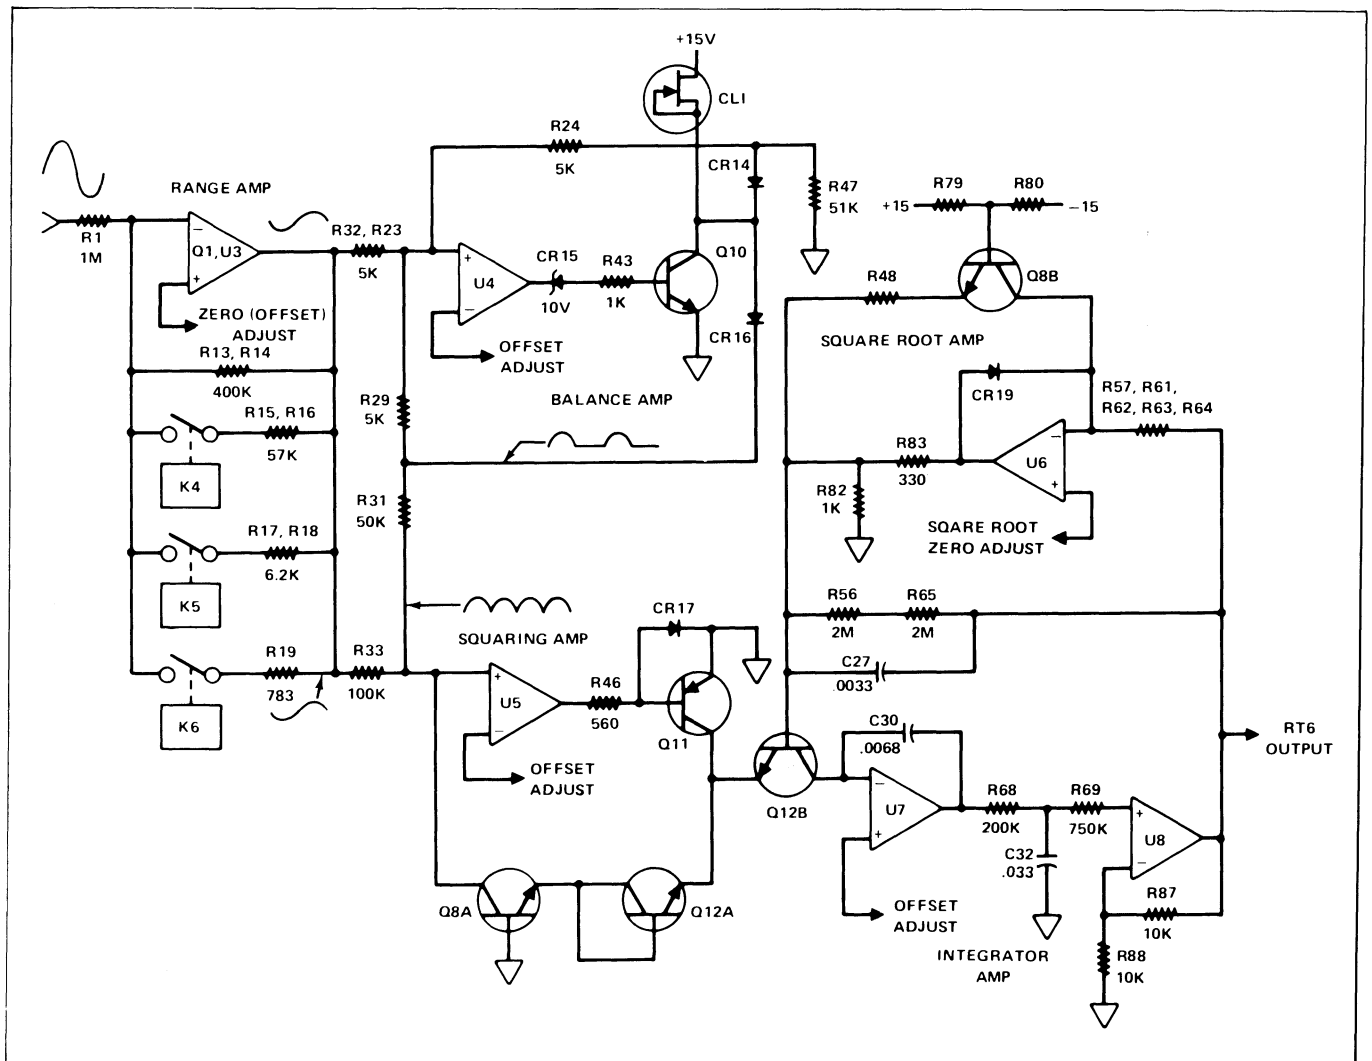 +15V
CLI
R24
5K
CR14
R47
51K
RANGE AMP
R1
1M
−
Q1, U3
+
ZERO (OFFSET)
ADJUST
R32, R23
5K
+
U4
−
CR15
10V
R43
1K
Q10
OFFSET
ADJUST
CR16
R79
R80
+15
−15
Q8B
R48
SQUARE ROOT AMP
CR19
R57, R61,
R62, R63, R64
R83
330
−
U6
+
R82
1K
SQARE ROOT
ZERO ADJUST
R13, R14
400K
R15, R16
57K
K4
R17, R18
6.2K
K5
R19
783
K6
R29
5K
BALANCE AMP
R31
50K
R33
100K
SQUARING AMP
+
U5
−
R46
560
CR17
Q11
OFFSET
ADJUST
Q8A
Q12A
R56
2M
R65
2M
C27
.0033
Q12B
C30
.0068
−
U7
+
OFFSET
ADJUST
R68
200K
R69
750K
C32
.033
+
U8
−
R87
10K
R88
10K
INTEGRATOR
AMP
RT6
OUTPUT